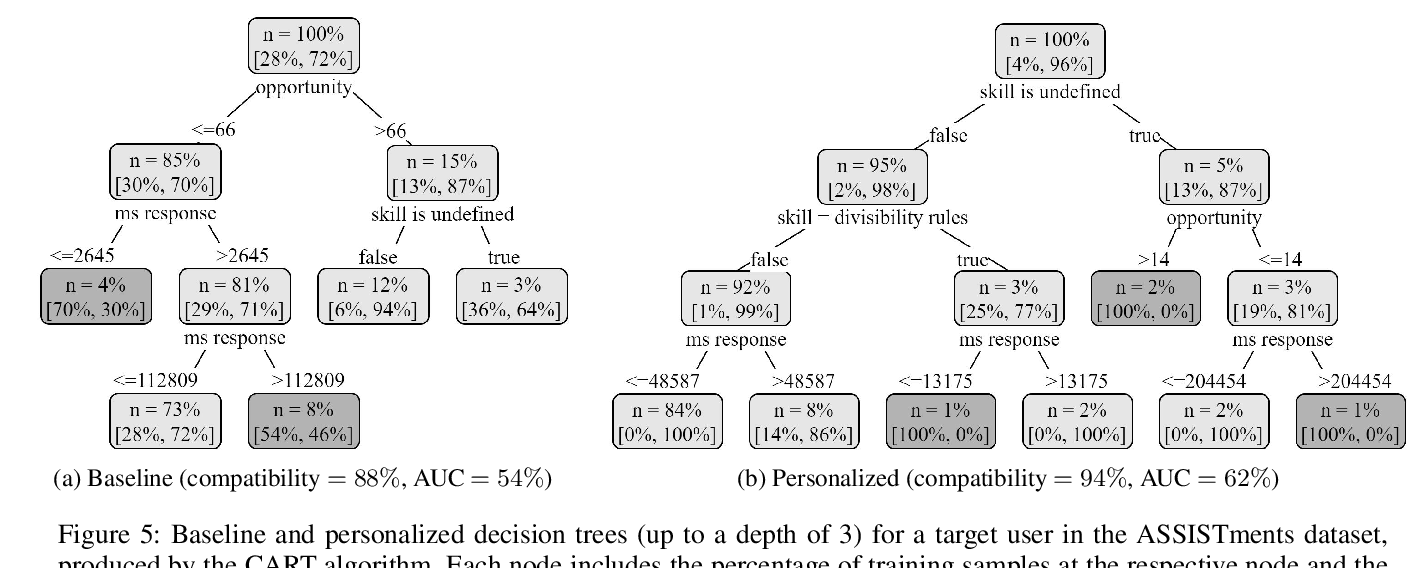 n = 100%
[28%, 72%]
opportunity
<=66
>66
n = 85%
[30%, 70%]
ms response
n = 15%
[13%, 87%]
skill is undefined
<=2645
>2645
false
true
n = 4%
[70%, 30%]
n = 81%
[29%, 71%]
ms response
n = 12%
[6%, 94%]
n = 3%
[36%, 64%]
<=112809
>112809
n = 73%
[28%, 72%]
n = 8%
[54%, 46%]
(a) Baseline (compatibility = 88%, AUC = 54%)
n = 100%
[4%, 96%]
skill is undefined
false
true
n = 95%
[2%, 98%]
skill = divisibility rules
n = 5%
[13%, 87%]
opportunity
false
true
>14
<=14
n = 92%
[1%, 99%]
ms response
n = 3%
[25%, 77%]
ms response
n = 2%
[100%, 0%]
n = 3%
[19%, 81%]
ms response
<=48587
>48587
<=13175
>13175
<=204454
>204454
n = 84%
[0%, 100%]
n = 8%
[14%, 86%]
n = 1%
[100%, 0%]
n = 2%
[0%, 100%]
n = 2%
[0%, 100%]
n = 1%
[100%, 0%]
(b) Personalized (compatibility = 94%, AUC = 62%)
Figure 5: Baseline and personalized decision trees (up to a depth of 3) for a target user in the ASSISTments dataset,
produced by the CART algorithm. Each node includes the percentage of training samples at the respective node and the